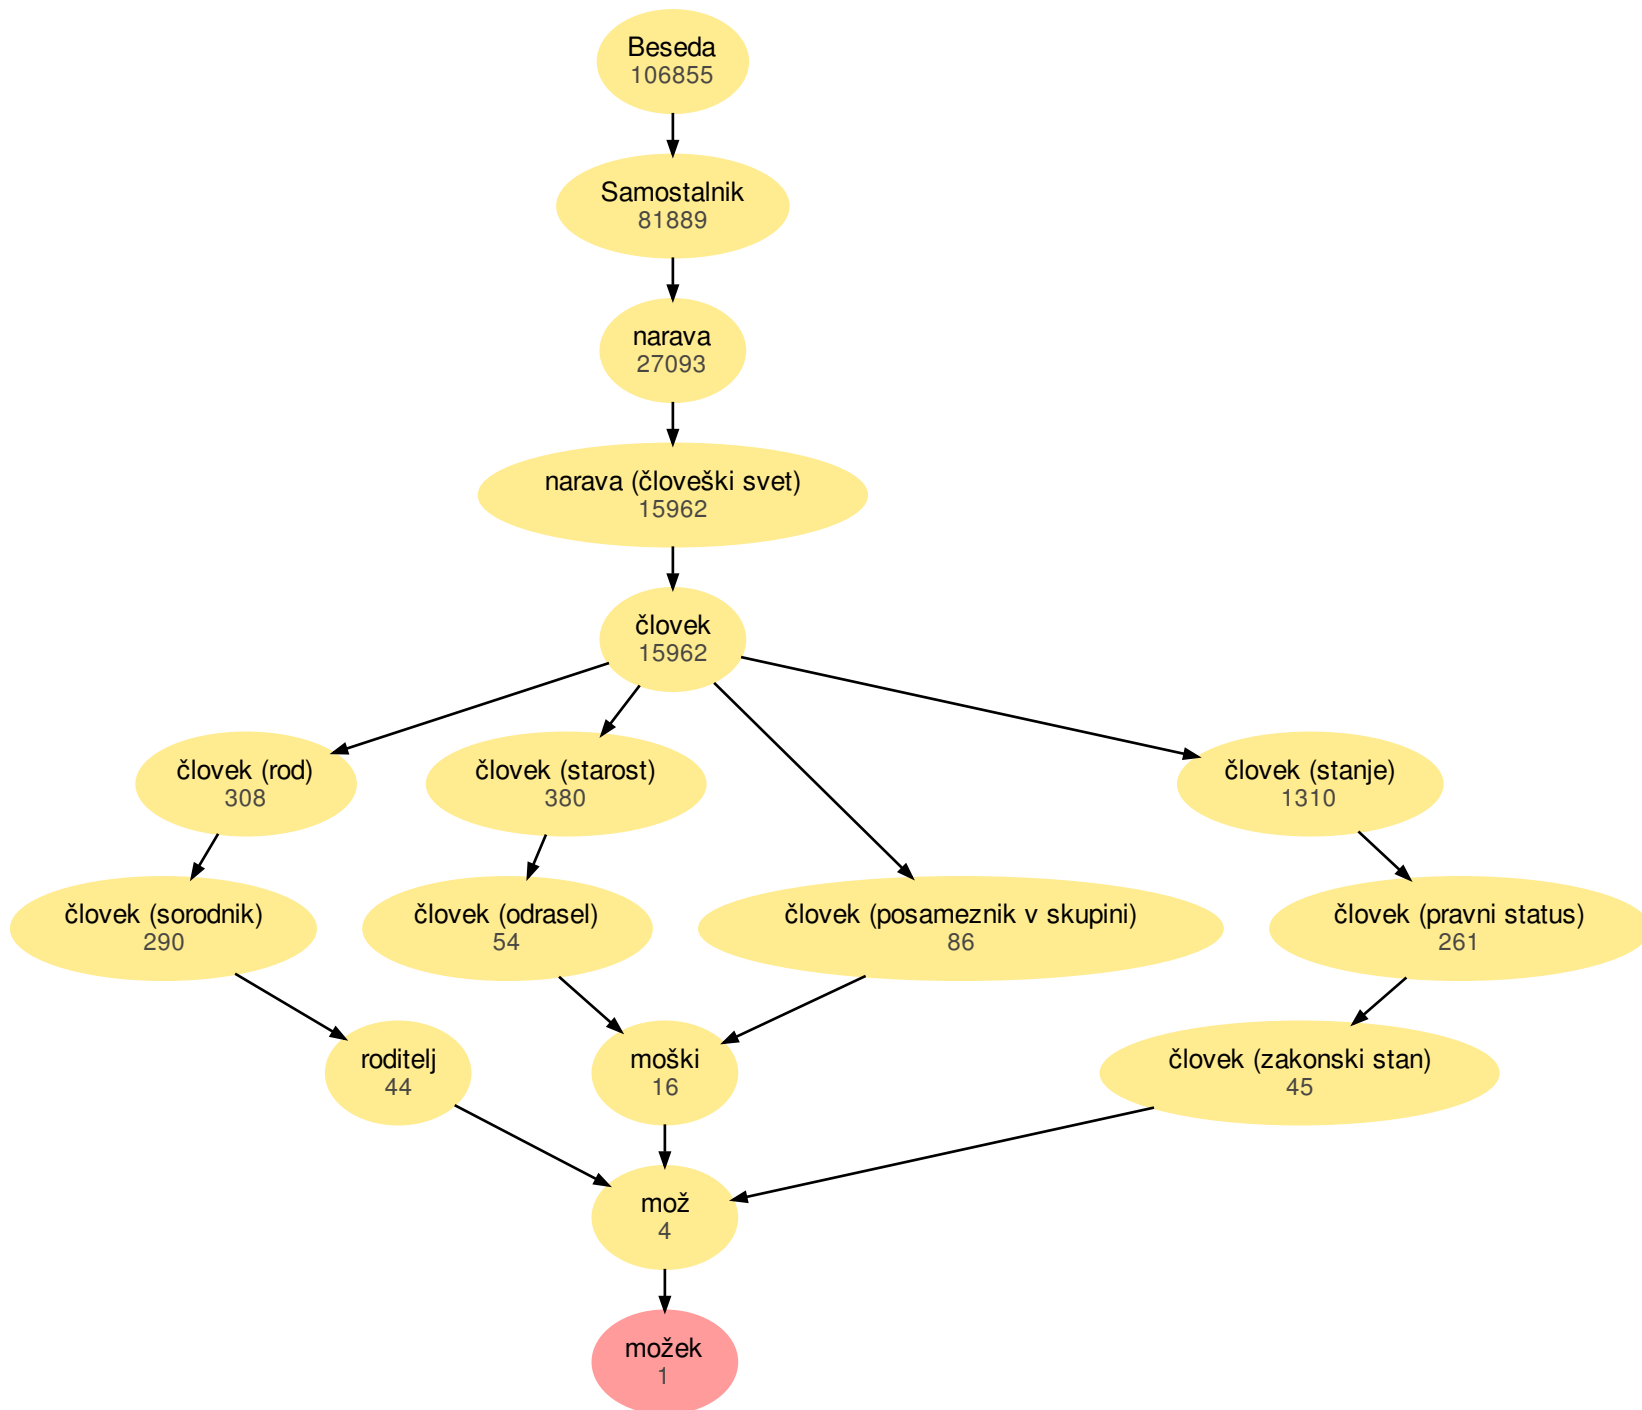 Beseda
106855
Samostalnik
81889
narava
27093
narava (človeški svet)
15962
človek
15962
človek (rod)
308
človek (starost)
380
človek (stanje)
1310
človek (sorodnik)
290
človek (odrasel)
54
človek (posameznik v skupini)
86
človek (pravni status)
261
roditelj
44
moški
16
človek (zakonski stan)
45
mož
4
možek
1